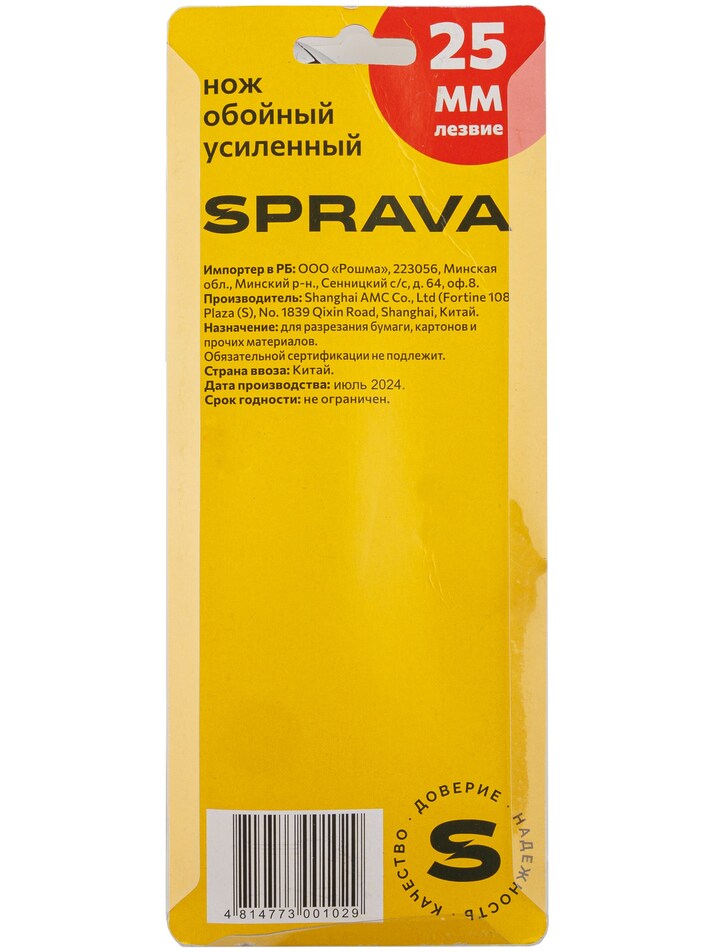 25
мм
лезвие
нож
обойный
усиленный
SPRAVA
Импортер в РБ: ООО «Рошма», 223056, Минская
обл., Минский р-н., Сенницкий с/с, д. 64, оф.8.
Производитель: Shanghai AMC Co., Ltd (Fortine 108
Plaza (S), No. 1839 Qixin Road, Shanghai, Китай.
Назначение: для разрезания бумаги, картонов и
прочих материалов.
Обязательной сертификации не подлежит.
Страна ввоза: Китай.
Дата производства: июль 2024.
Срок годности: не ограничен.
4 814773 001029
· ДОВЕРИЕ · НАДЕЖНОСТЬ · КАЧЕСТВО
S